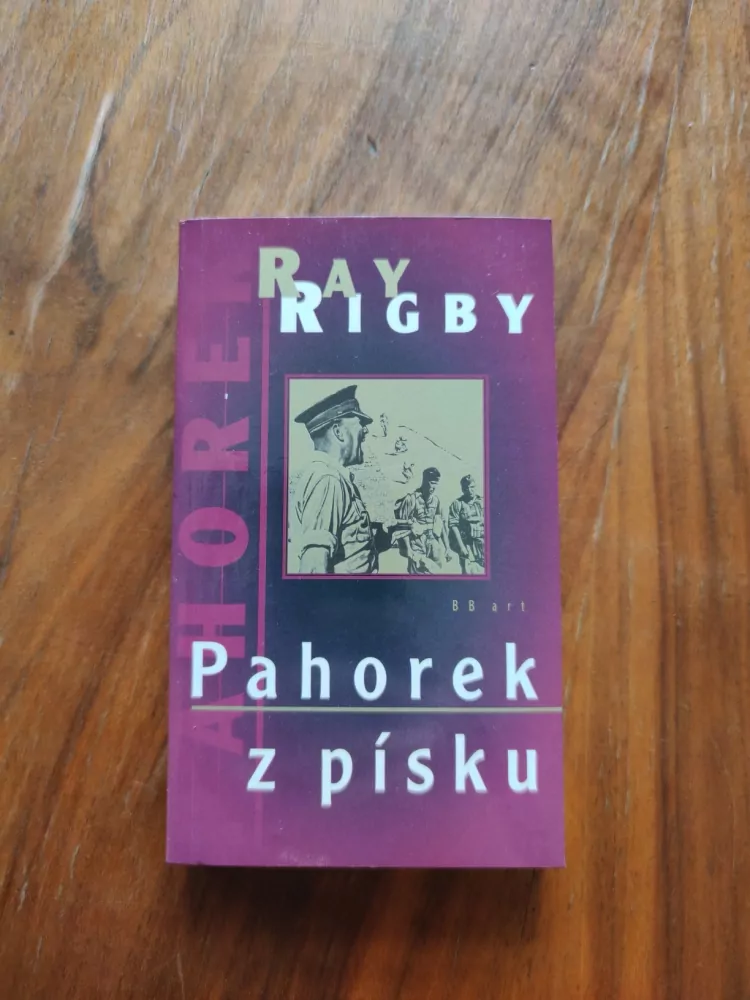 RAY
RIGBY
AHOREK
BB art
Pahorek
z písku